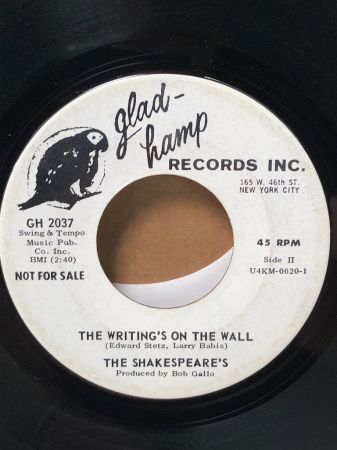 glad-
hamp
RECORDS INC.
165 W. 46th ST.
NEW YORK CITY
GH 2037
Swing & Tempo
Music Pub.
Co. Inc.
BMI (2:40)
NOT FOR SALE
45 RPM
Side II
U4KM-0620-1
THE WRITING'S ON THE WALL
(Edward Stetz, Larry Babis)
THE SHAKESPEARE'S
Produced by Bob Gallo